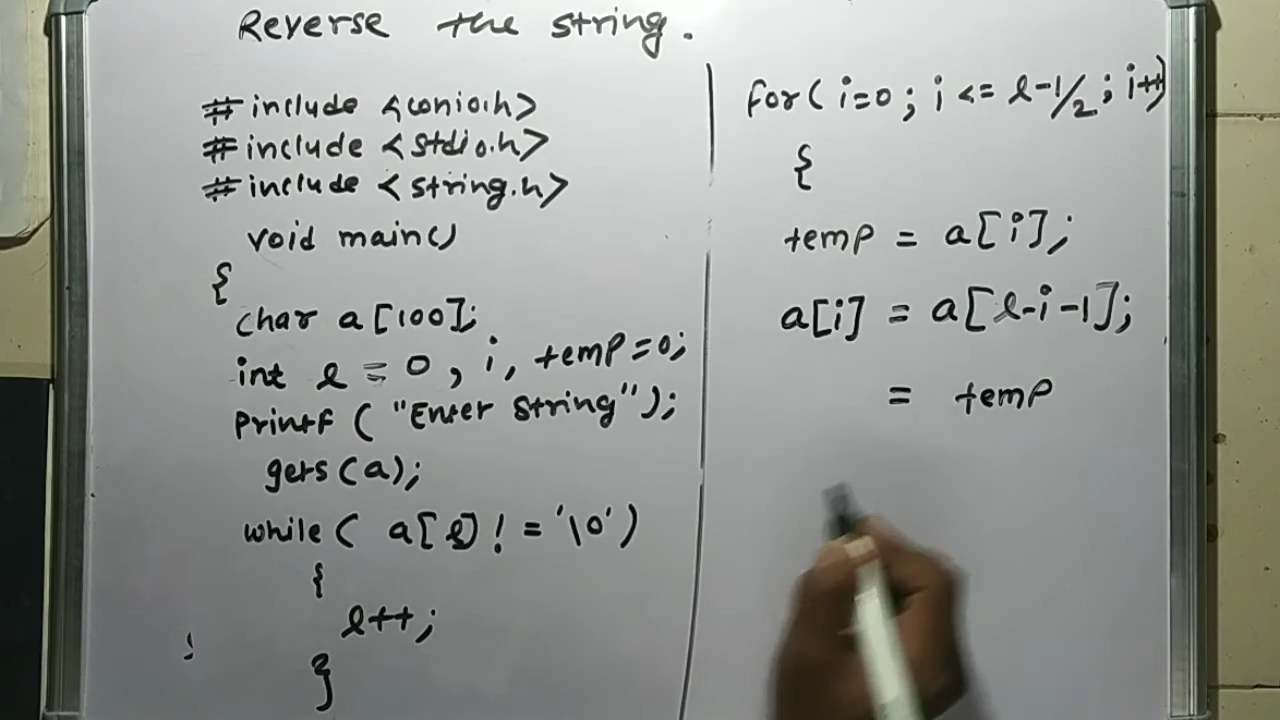 Reverse the string.
#include <conio.h>
#include <stdio.h>
#include <string.h>
void main()
{
char a[100];
int l = 0, i, temp=0;
printf ("Enter string");
gets(a);
while( a[l] != '\0')
{
l++;
}
for( i=0; i <= l-1/2; i++)
{
temp = a[i];
a[i] = a[l-i-1];
= temp